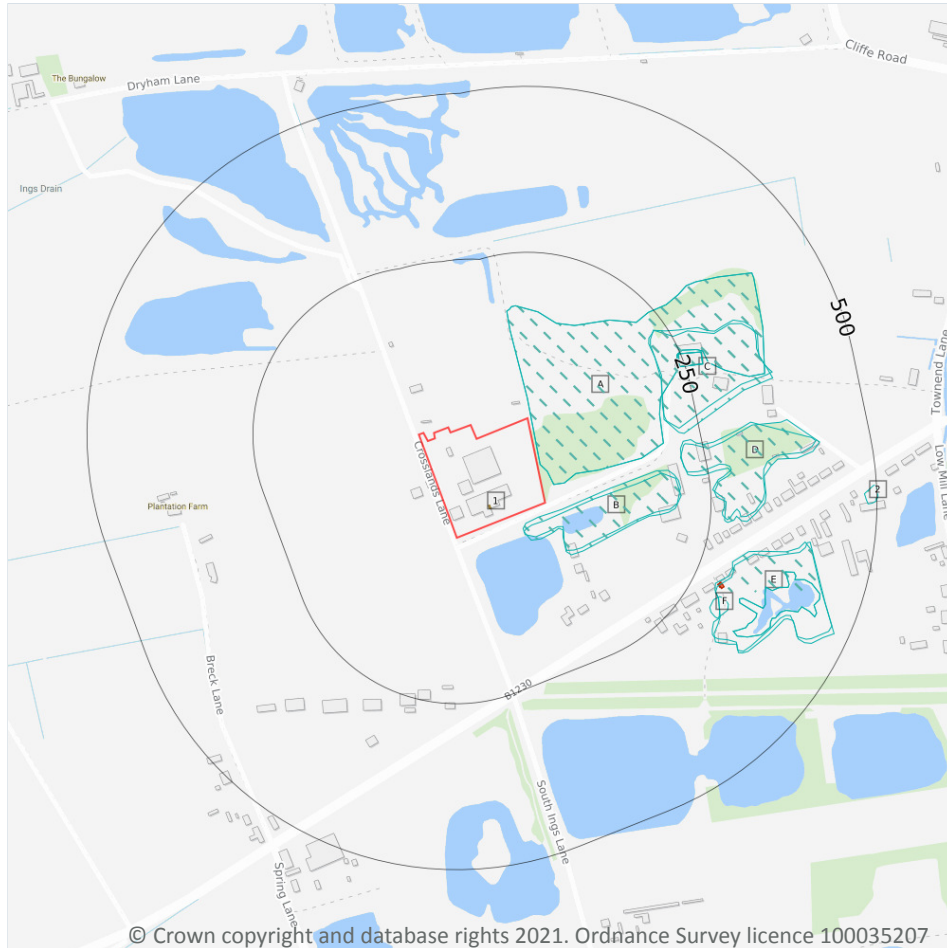 Cliffe Road
The Bungalow
Dryham Lane
Ings Drain
500
Townend Lane
250
A
C
Crosslands Lane
D
Low Mill Lane
1
B
2
Plantation Farm
E
F
Breck Lane
B1230
South Ings Lane
Spring Lane
© Crown copyright and database rights 2021. Ordnance Survey licence 100035207